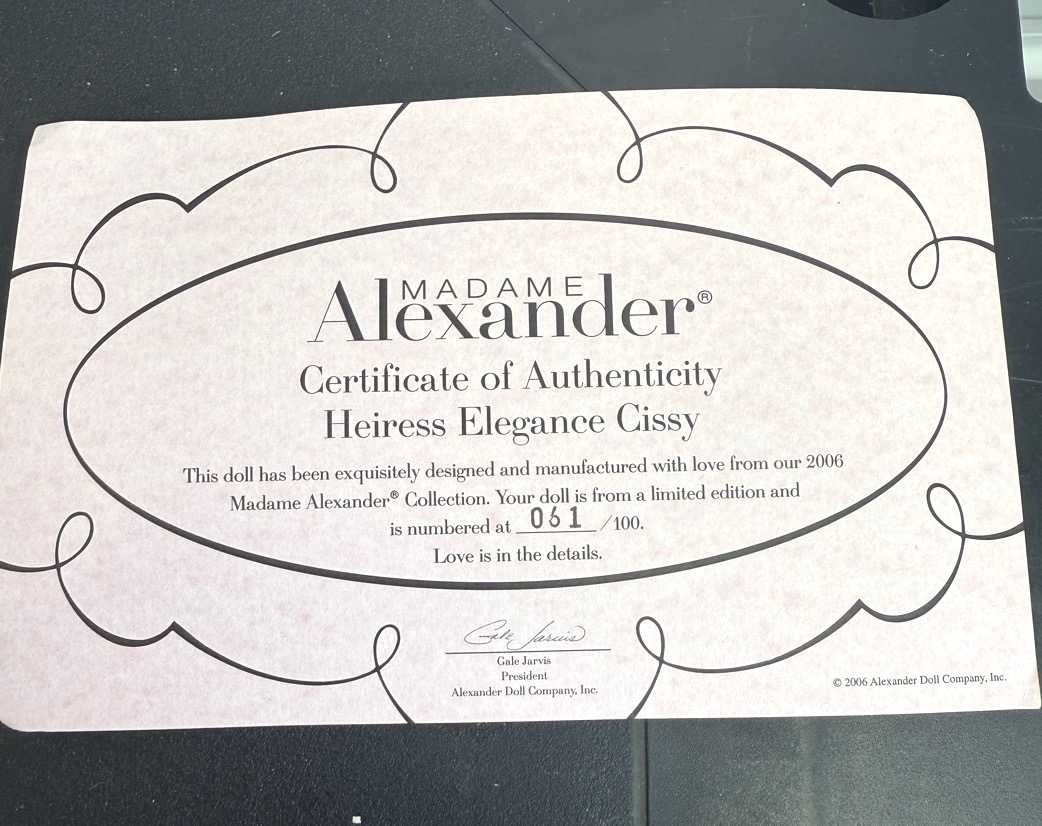 MADAME
Alexander®
Certificate of Authenticity
Heiress Elegance Cissy
This doll has been exquisitely designed and manufactured with love from our 2006
Madame Alexander® Collection. Your doll is from a limited edition and
is numbered at 061 /100.
Love is in the details.
Gale Jarvis
Gale Jarvis
President
Alexander Doll Company, Inc.
© 2006 Alexander Doll Company, Inc.